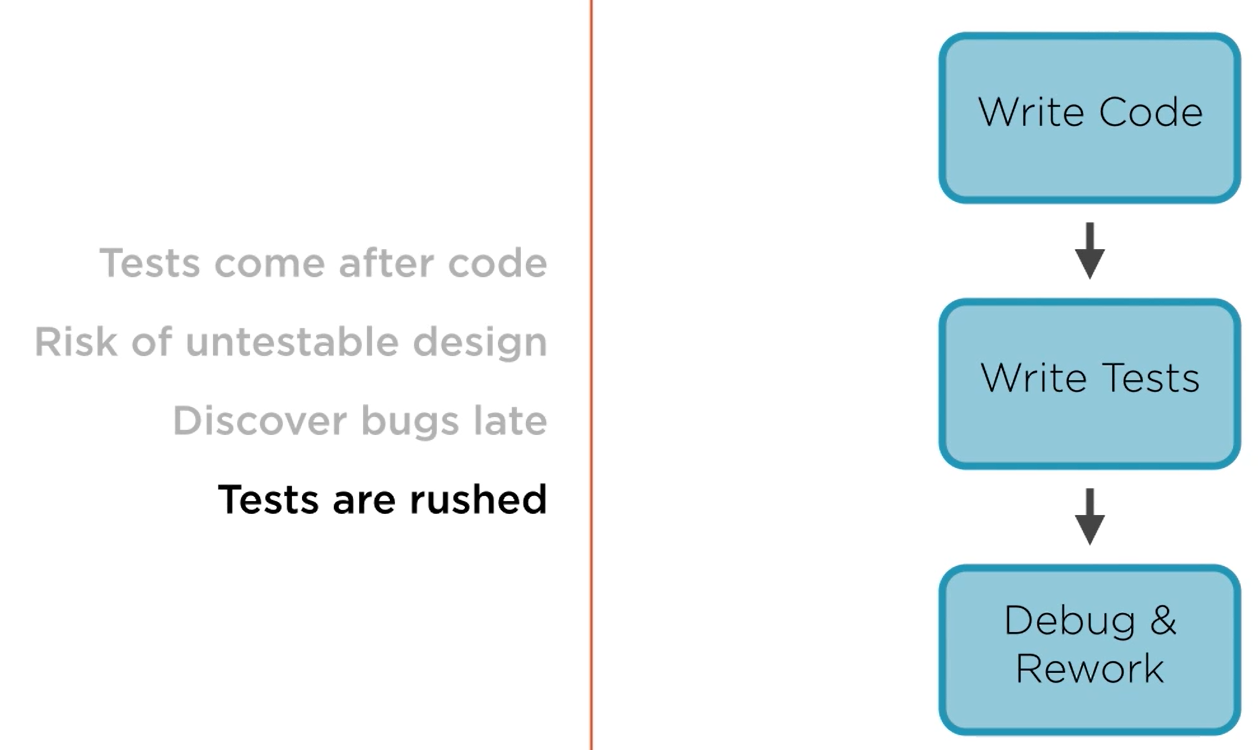 Tests come after code
Risk of untestable design
Discover bugs late
Tests are rushed
Write Code
Write Tests
Debug &
Rework